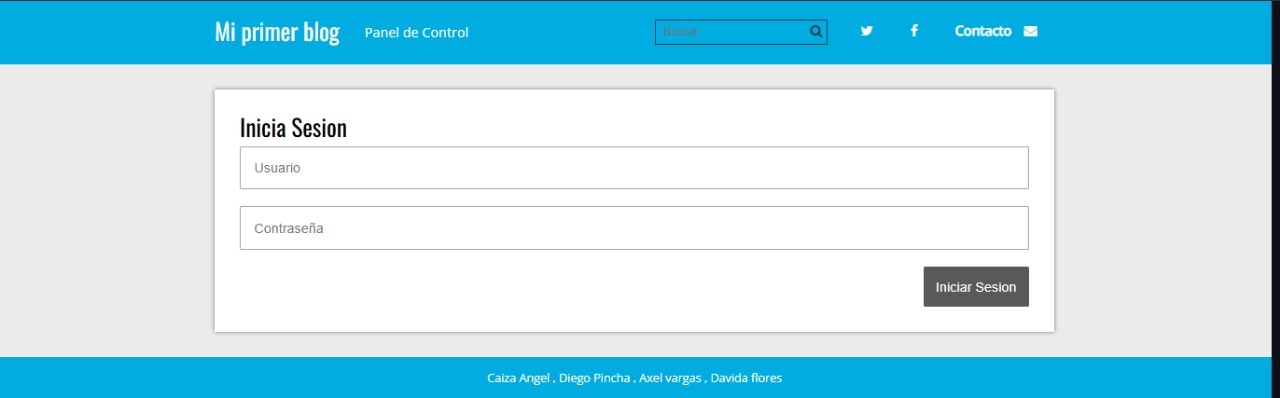 Mi primer blog Panel de Control Buscar Contacto
Inicia Sesion
Usuario
Contraseña
Iniciar Sesion
Caiza Angel , Diego Pincha , Axel vargas , Davida flores